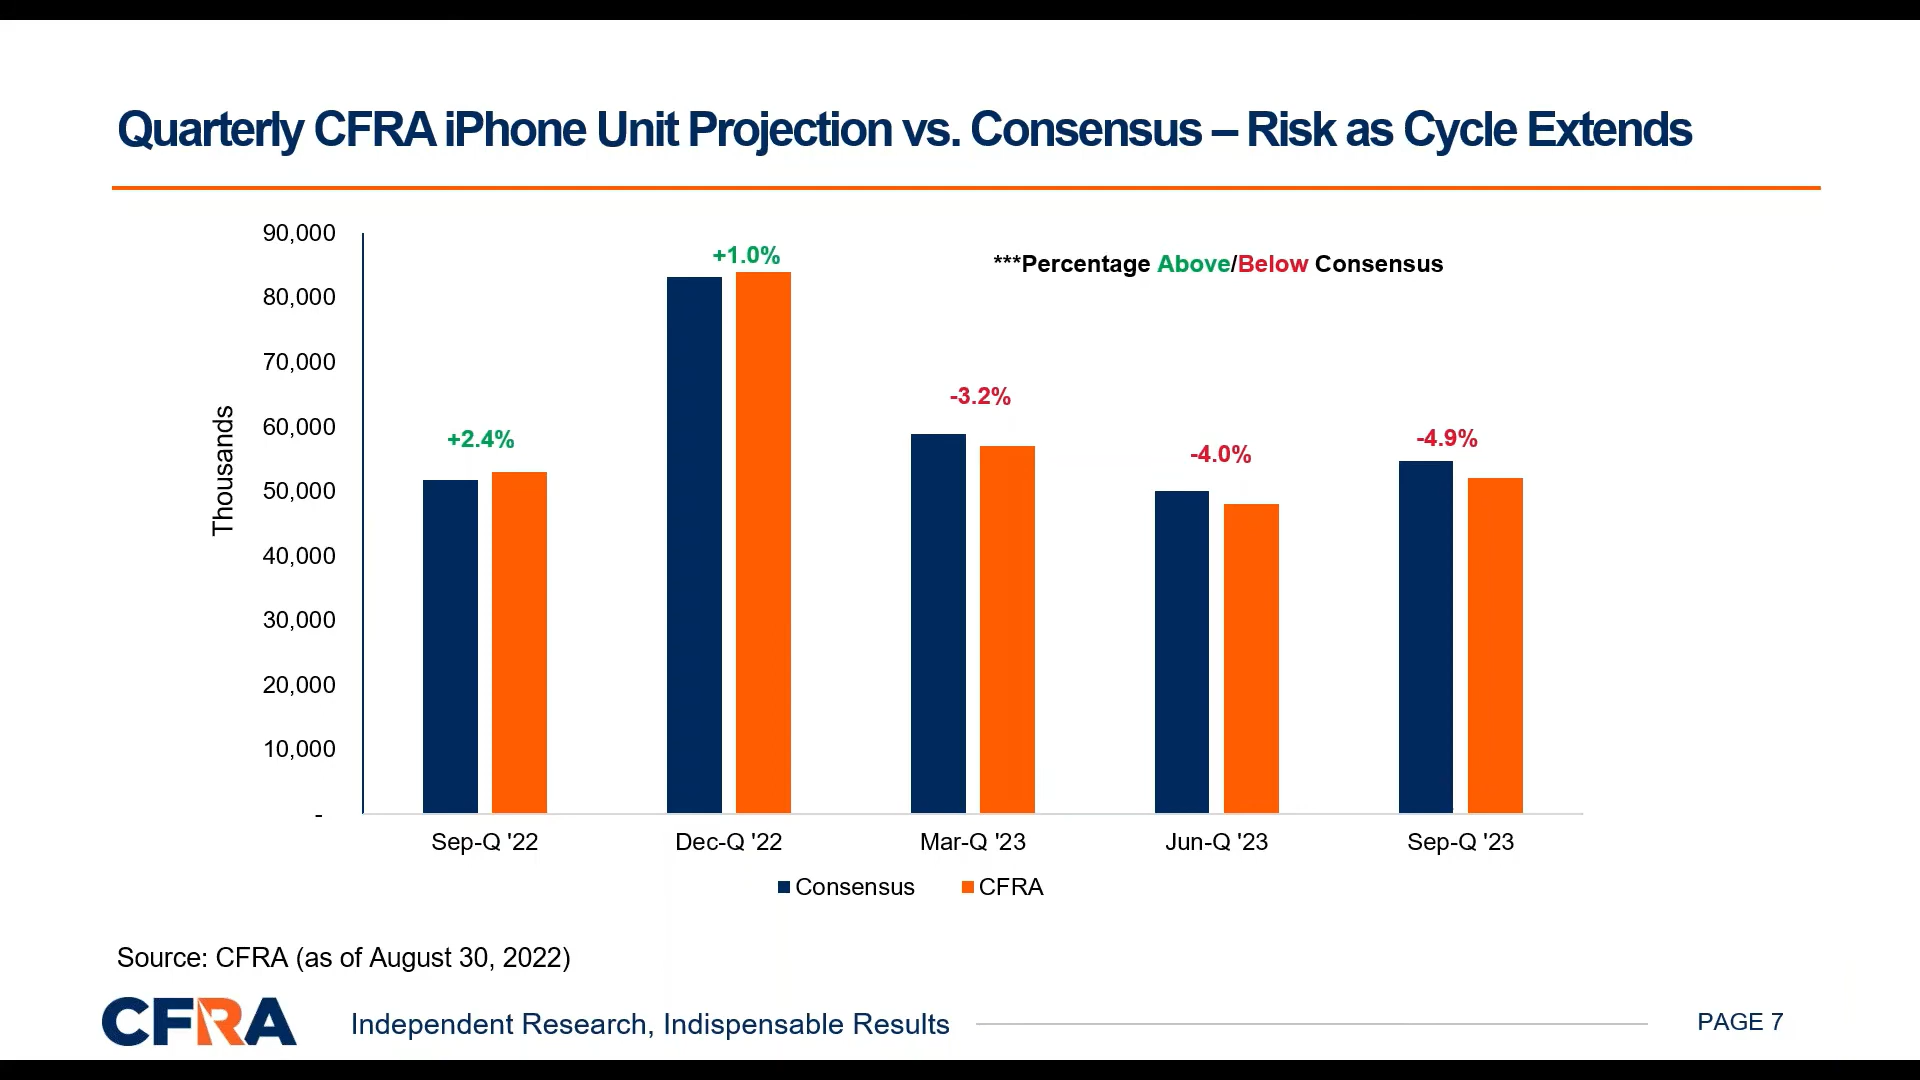 Quarterly CFRA iPhone Unit Projection vs. Consensus – Risk as Cycle Extends
90,000
80,000
70,000
60,000
50,000
40,000
30,000
20,000
10,000
-
Thousands
+2.4%
+1.0%
-3.2%
-4.0%
-4.9%
***Percentage Above/Below Consensus
Sep-Q '22
Dec-Q '22
Mar-Q '23
Jun-Q '23
Sep-Q '23
Consensus
CFRA
Source: CFRA (as of August 30, 2022)
CFRA
Independent Research, Indispensable Results
PAGE 7